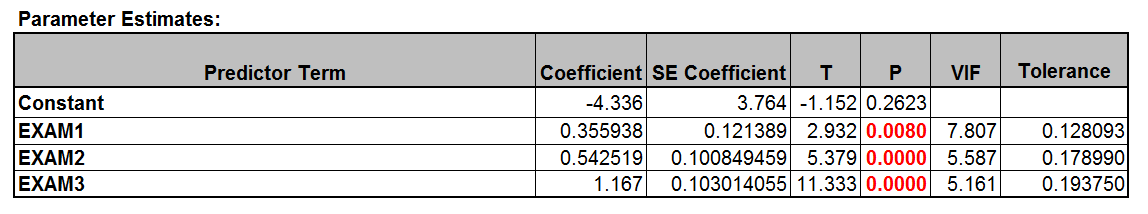 Parameter Estimates:
Predictor Term Coefficient SE Coefficient T P VIF Tolerance
Constant -4.336 3.764 -1.152 0.2623
EXAM1 0.355938 0.121389 2.932 0.0080 7.807 0.128093
EXAM2 0.542519 0.100849459 5.379 0.0000 5.587 0.178990
EXAM3 1.167 0.103014055 11.333 0.0000 5.161 0.193750